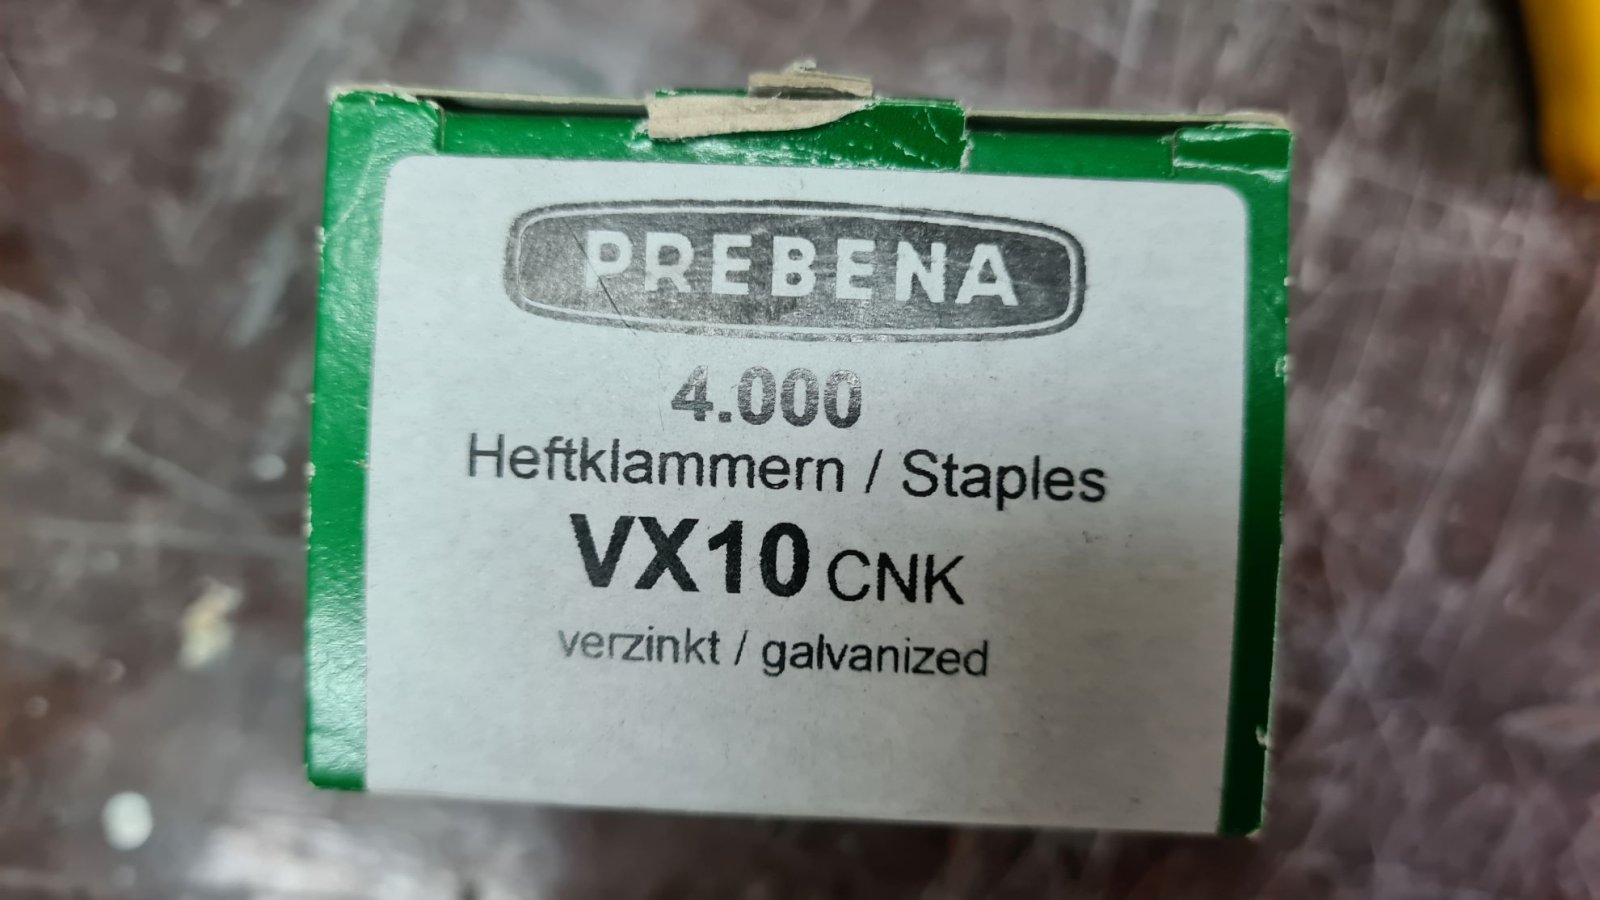 PREBENA
4.000
Heftklammern / Staples
VX10 CNK
verzinkt / galvanized